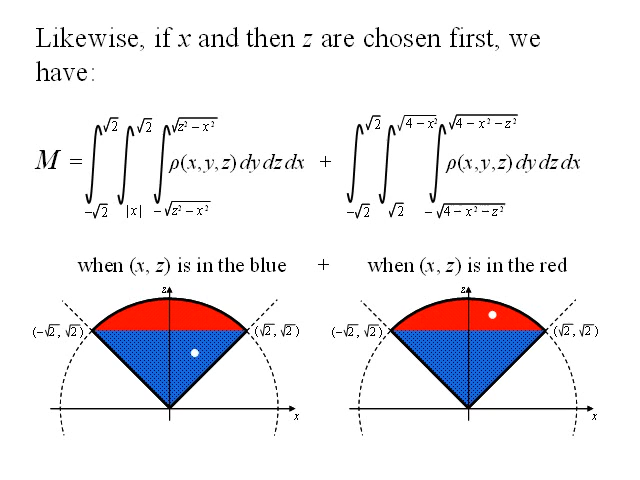 Likewise, if x and then z are chosen first, we
have:
M = ∫_{-√2}^{√2} ∫_{|x|}^{√2} ∫_{-√(z² - x²)}^{√(z² - x²)} ρ(x, y, z) dy dz dx + ∫_{-√2}^{√2} ∫_{√2}^{√(4 - x²)} ∫_{-√(4 - x² - z²)}^{√(4 - x² - z²)} ρ(x, y, z) dy dz dx
when (x, z) is in the blue + when (x, z) is in the red
z z
(-√2, √2) (√2, √2) (-√2, √2) (√2, √2)
x x